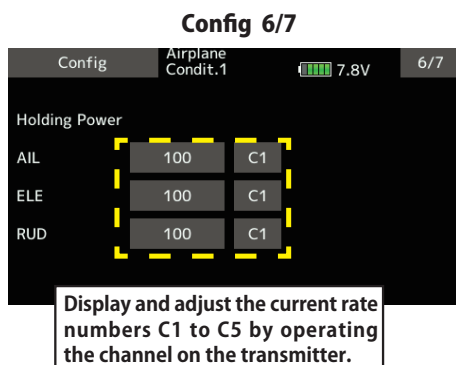 Config 6/7
Config
Airplane
Condit.1
7.8V
6/7
Holding Power
AIL 100 C1
ELE 100 C1
RUD 100 C1
Display and adjust the current rate
numbers C1 to C5 by operating
the channel on the transmitter.